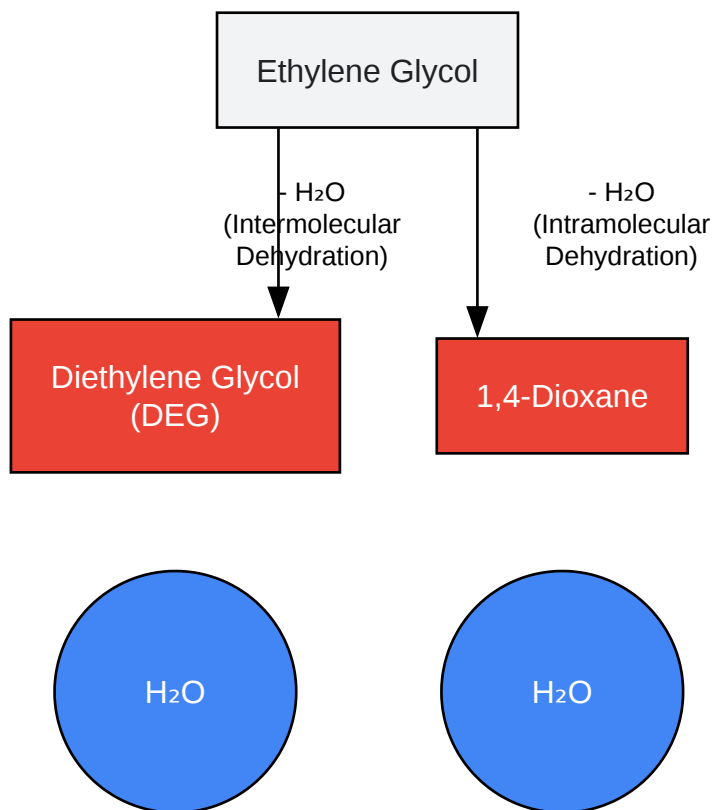 Ethylene Glycol
- H₂O
(Intermolecular
Dehydration)
- H₂O
(Intramolecular
Dehydration)
Diethylene Glycol
(DEG)
1,4-Dioxane
H₂O
H₂O